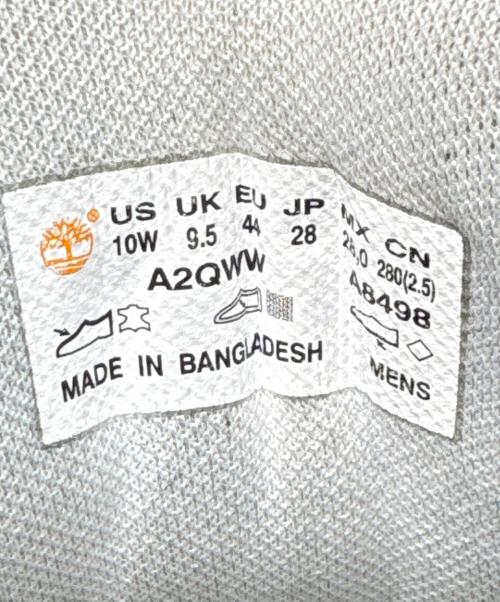 ® US UK EU JP MX CN
10W 9.5 44 28 28.0 280(2.5)
A2QWW A8498
MADE IN BANGLADESH MENS